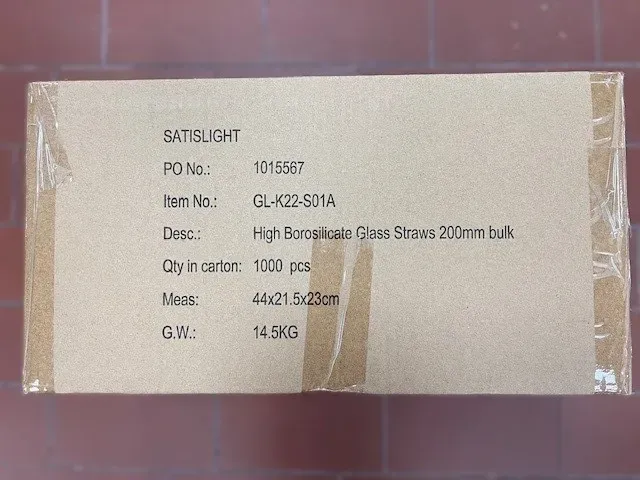 SATISLIGHT
PO No.: 1015567
Item No.: GL-K22-S01A
Desc.: High Borosilicate Glass Straws 200mm bulk
Qty in carton: 1000 pcs
Meas: 44x21.5x23cm
G.W.: 14.5KG